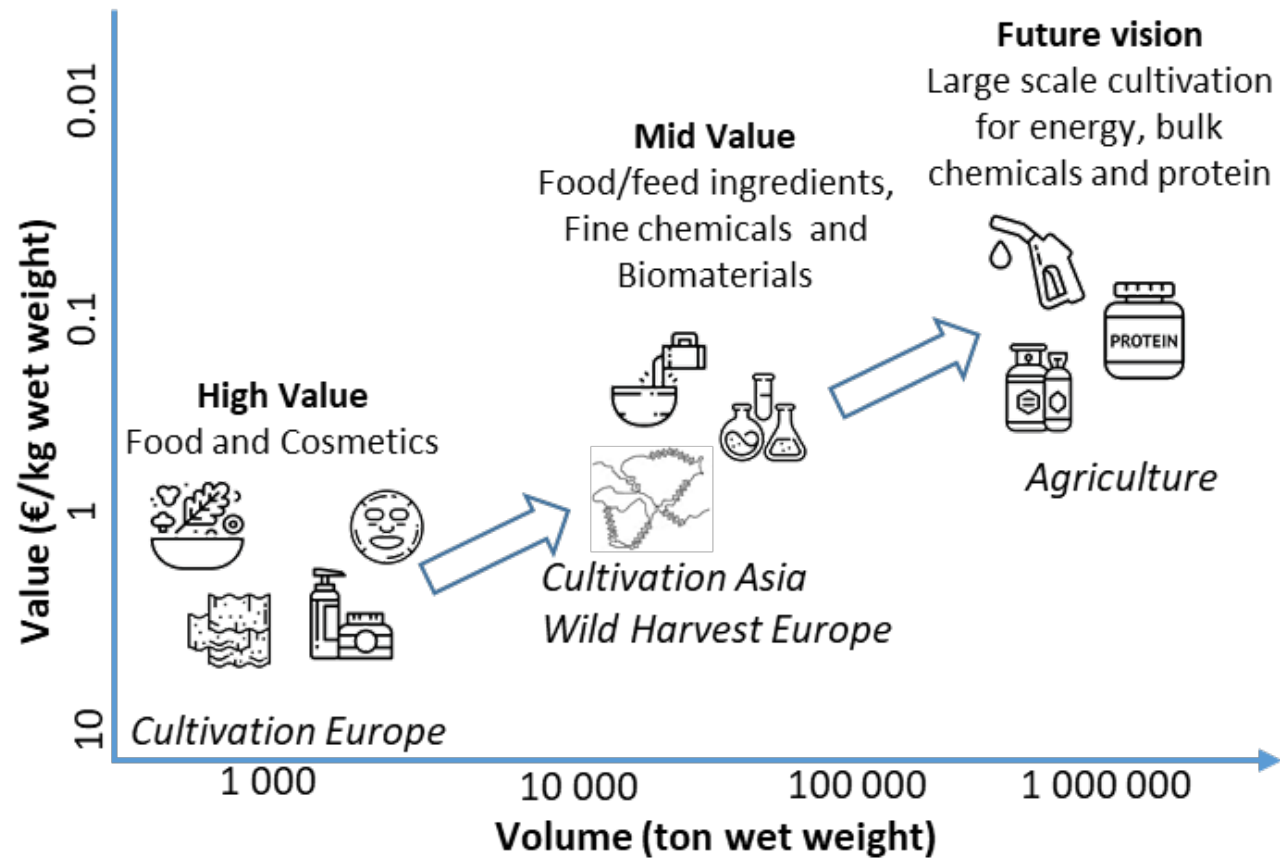 Future vision
Large scale cultivation
for energy, bulk
chemicals and protein
Mid Value
Food/feed ingredients,
Fine chemicals and
Biomaterials
High Value
Food and Cosmetics
PROTEIN
Agriculture
Cultivation Asia
Wild Harvest Europe
Cultivation Europe
Value (€/kg wet weight)
0.01
0.1
1
10
1 000
10 000
100 000
1 000 000
Volume (ton wet weight)